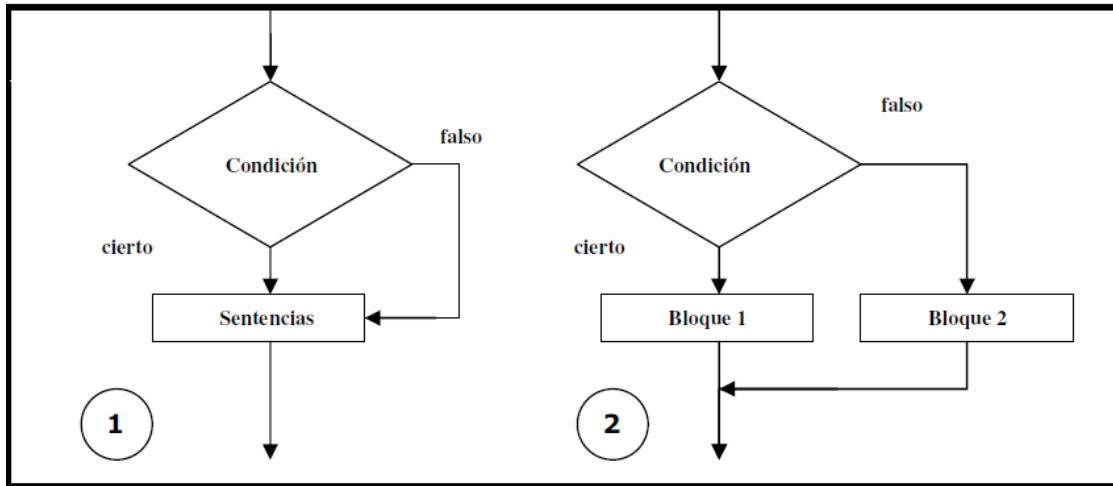 Condición
falso
cierto
Sentencias
1
Condición
falso
cierto
Bloque 1
Bloque 2
2